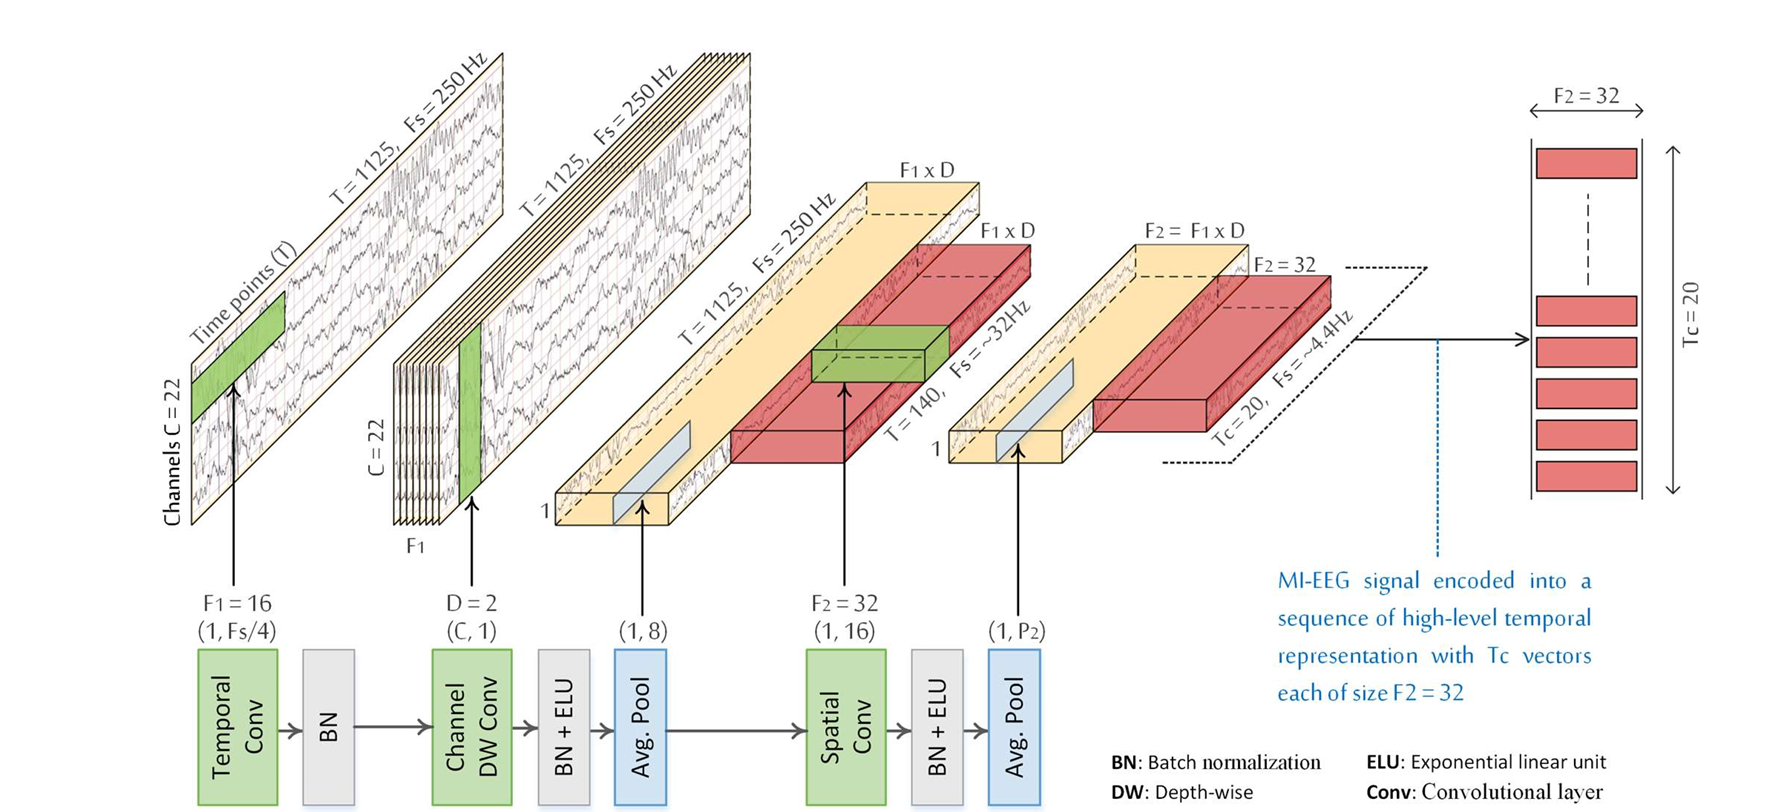 F2 = 32
T = 1125, Fs = 250 Hz
T = 1125, Fs = 250 Hz
F1 x D
T = 1125, Fs = 250 Hz
F1 x D
F2 = F1 x D
F2 = 32
Time points (T)
Tc = 20
T = 140, Fs = ~32Hz
Tc = 20, Fs = ~4.4Hz
Channels C = 22
C = 22
1
1
F1
F1 = 16
(1, Fs/4)
D = 2
(C, 1)
(1, 8)
F2 = 32
(1, 16)
(1, P2)
MI-EEG signal encoded into a
sequence of high-level temporal
representation with Tc vectors
each of size F2 = 32
Temporal
Conv
BN
Channel
DW Conv
BN + ELU
Avg. Pool
Spatial
Conv
BN + ELU
Avg. Pool
BN: Batch normalization
ELU: Exponential linear unit
DW: Depth-wise
Conv: Convolutional layer